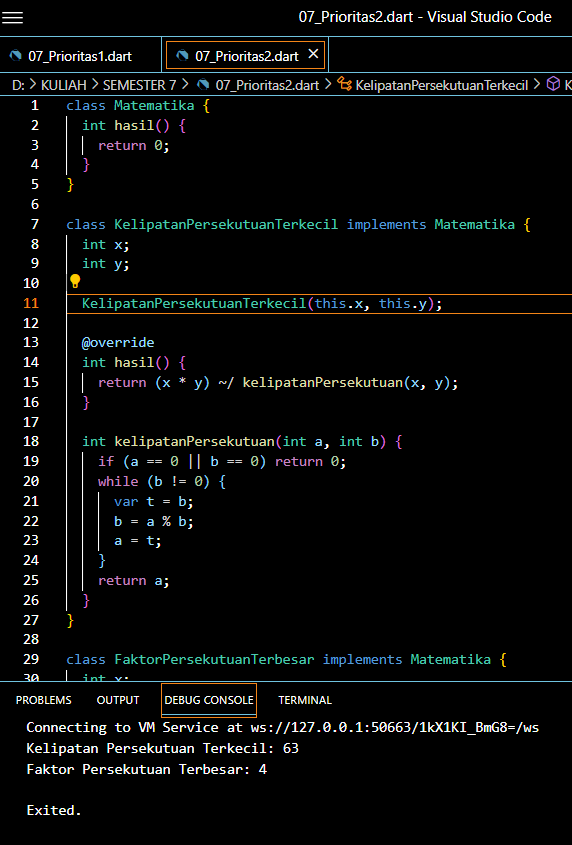 07_Prioritas2.dart - Visual Studio Code
07_Prioritas1.dart 07_Prioritas2.dart ✕
D: > KULIAH > SEMESTER 7 > 07_Prioritas2.dart > KelipatanPersekutuanTerkecil > K
1 class Matematika {
2 int hasil() {
3 return 0;
4 }
5 }
6
7 class KelipatanPersekutuanTerkecil implements Matematika {
8 int x;
9 int y;
10
11 KelipatanPersekutuanTerkecil(this.x, this.y);
12
13 @override
14 int hasil() {
15 return (x * y) ~/ kelipatanPersekutuan(x, y);
16 }
17
18 int kelipatanPersekutuan(int a, int b) {
19 if (a == 0 || b == 0) return 0;
20 while (b != 0) {
21 var t = b;
22 b = a % b;
23 a = t;
24 }
25 return a;
26 }
27 }
28
29 class FaktorPersekutuanTerbesar implements Matematika {
30 int x;
PROBLEMS OUTPUT DEBUG CONSOLE TERMINAL
Connecting to VM Service at ws://127.0.0.1:50663/1kX1KI_BmG8=/ws
Kelipatan Persekutuan Terkecil: 63
Faktor Persekutuan Terbesar: 4
Exited.